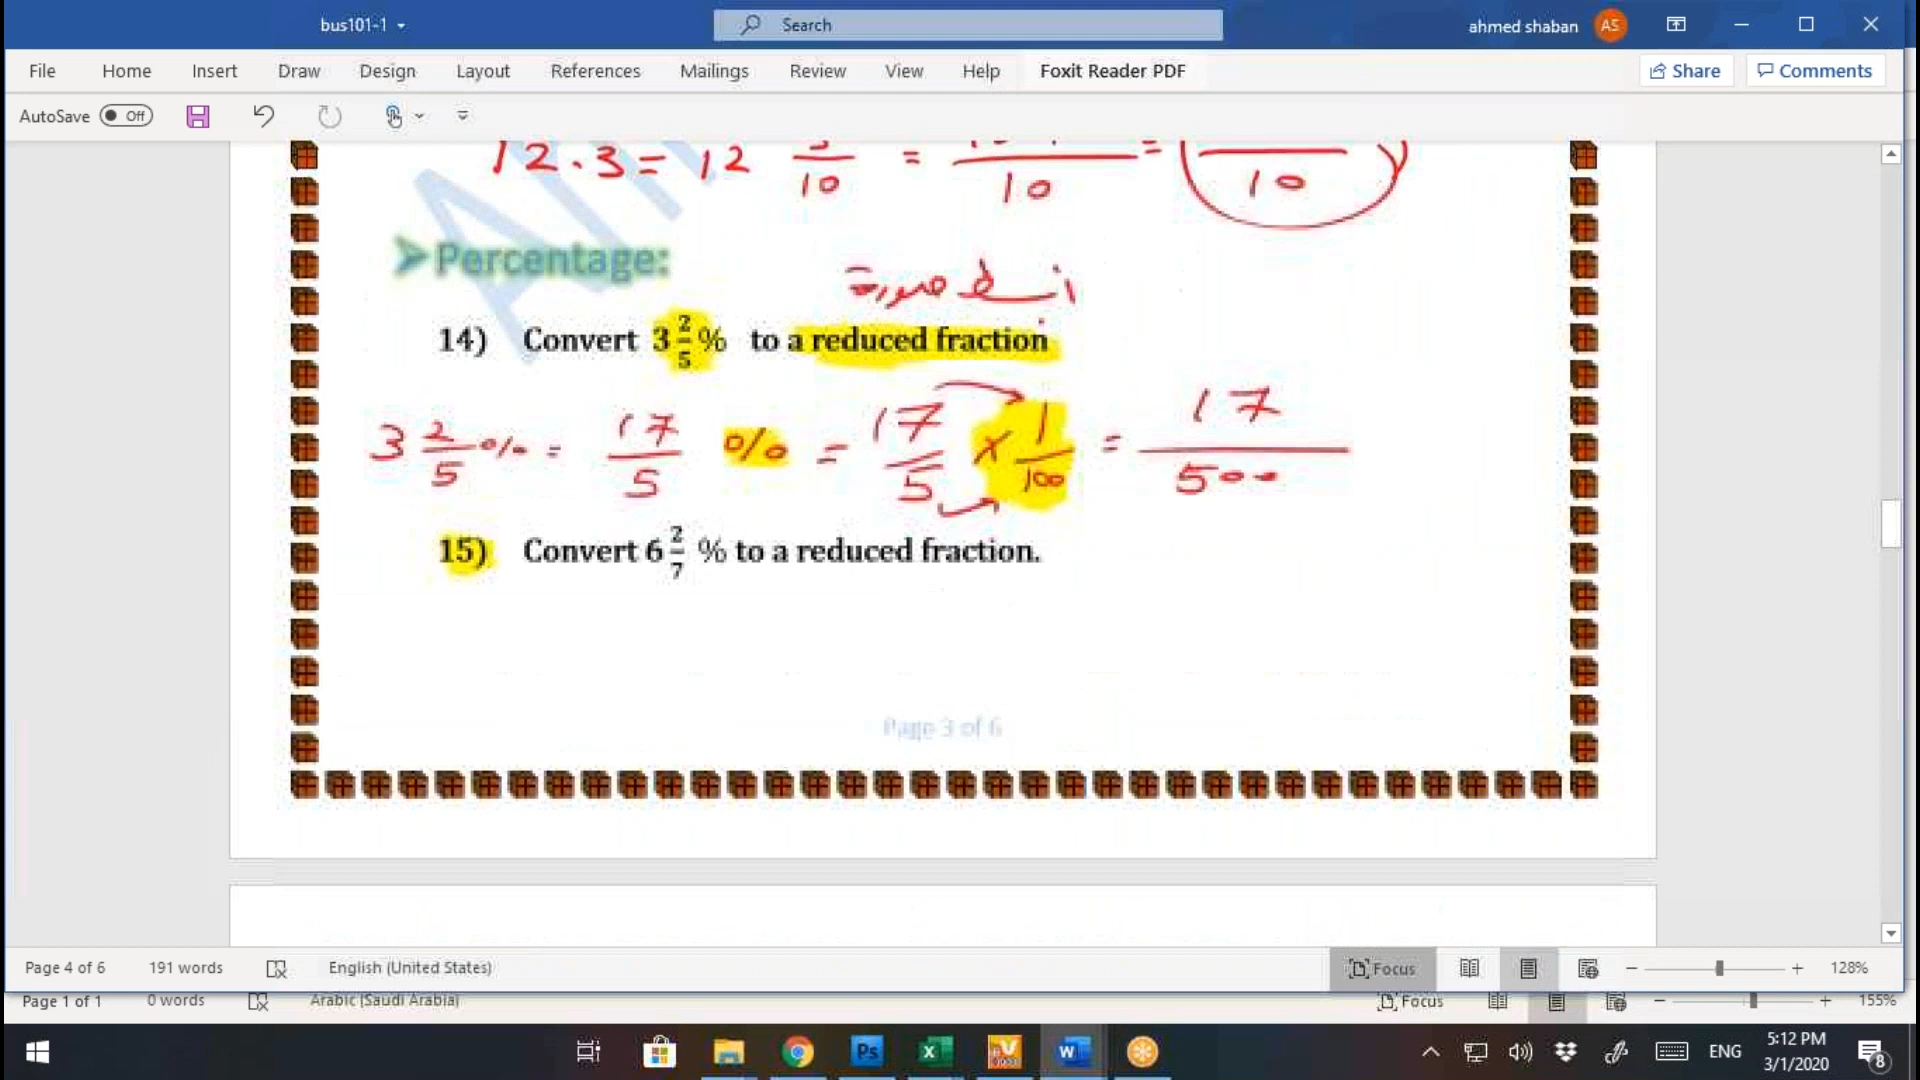 bus101-1
Search
ahmed shaban AS
File Home Insert Draw Design Layout References Mailings Review View Help Foxit Reader PDF Share Comments
AutoSave Off
12.3 = 12 3/10 = /10 = /10
➤Percentage:
أبسط صورة
14) Convert 3 2/5 % to a reduced fraction
3 2/5 % = 17/5 % = 17/5 × 1/100 = 17/500
15) Convert 6 2/7 % to a reduced fraction.
Page 3 of 6
Page 4 of 6 191 words English (United States) Focus 128%
Page 1 of 1 0 words Arabic (Saudi Arabia) Focus 155%
Ps X W ENG 5:12 PM
3/1/2020 8